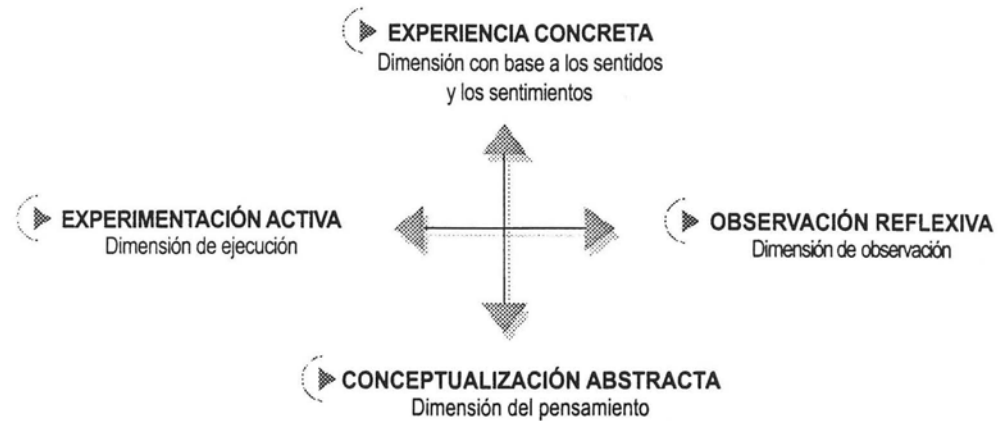 EXPERIENCIA CONCRETA
Dimensión con base a los sentidos
y los sentimientos
EXPERIMENTACIÓN ACTIVA
Dimensión de ejecución
OBSERVACIÓN REFLEXIVA
Dimensión de observación
CONCEPTUALIZACIÓN ABSTRACTA
Dimensión del pensamiento